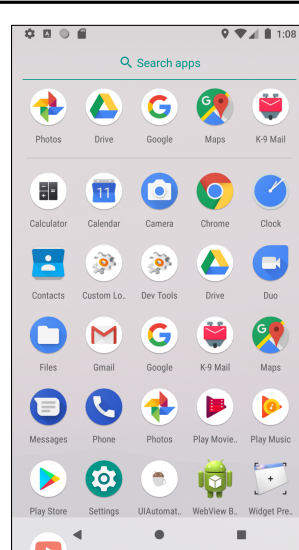 1:08
Search apps
Photos Drive Google Maps K-9 Mail
Calculator Calendar Camera Chrome Clock
Contacts Custom Lo.. Dev Tools Drive Duo
Files Gmail Google K-9 Mail Maps
Messages Phone Photos Play Movie.. Play Music
Play Store Settings UIAutomat.. WebView B.. Widget Pre..